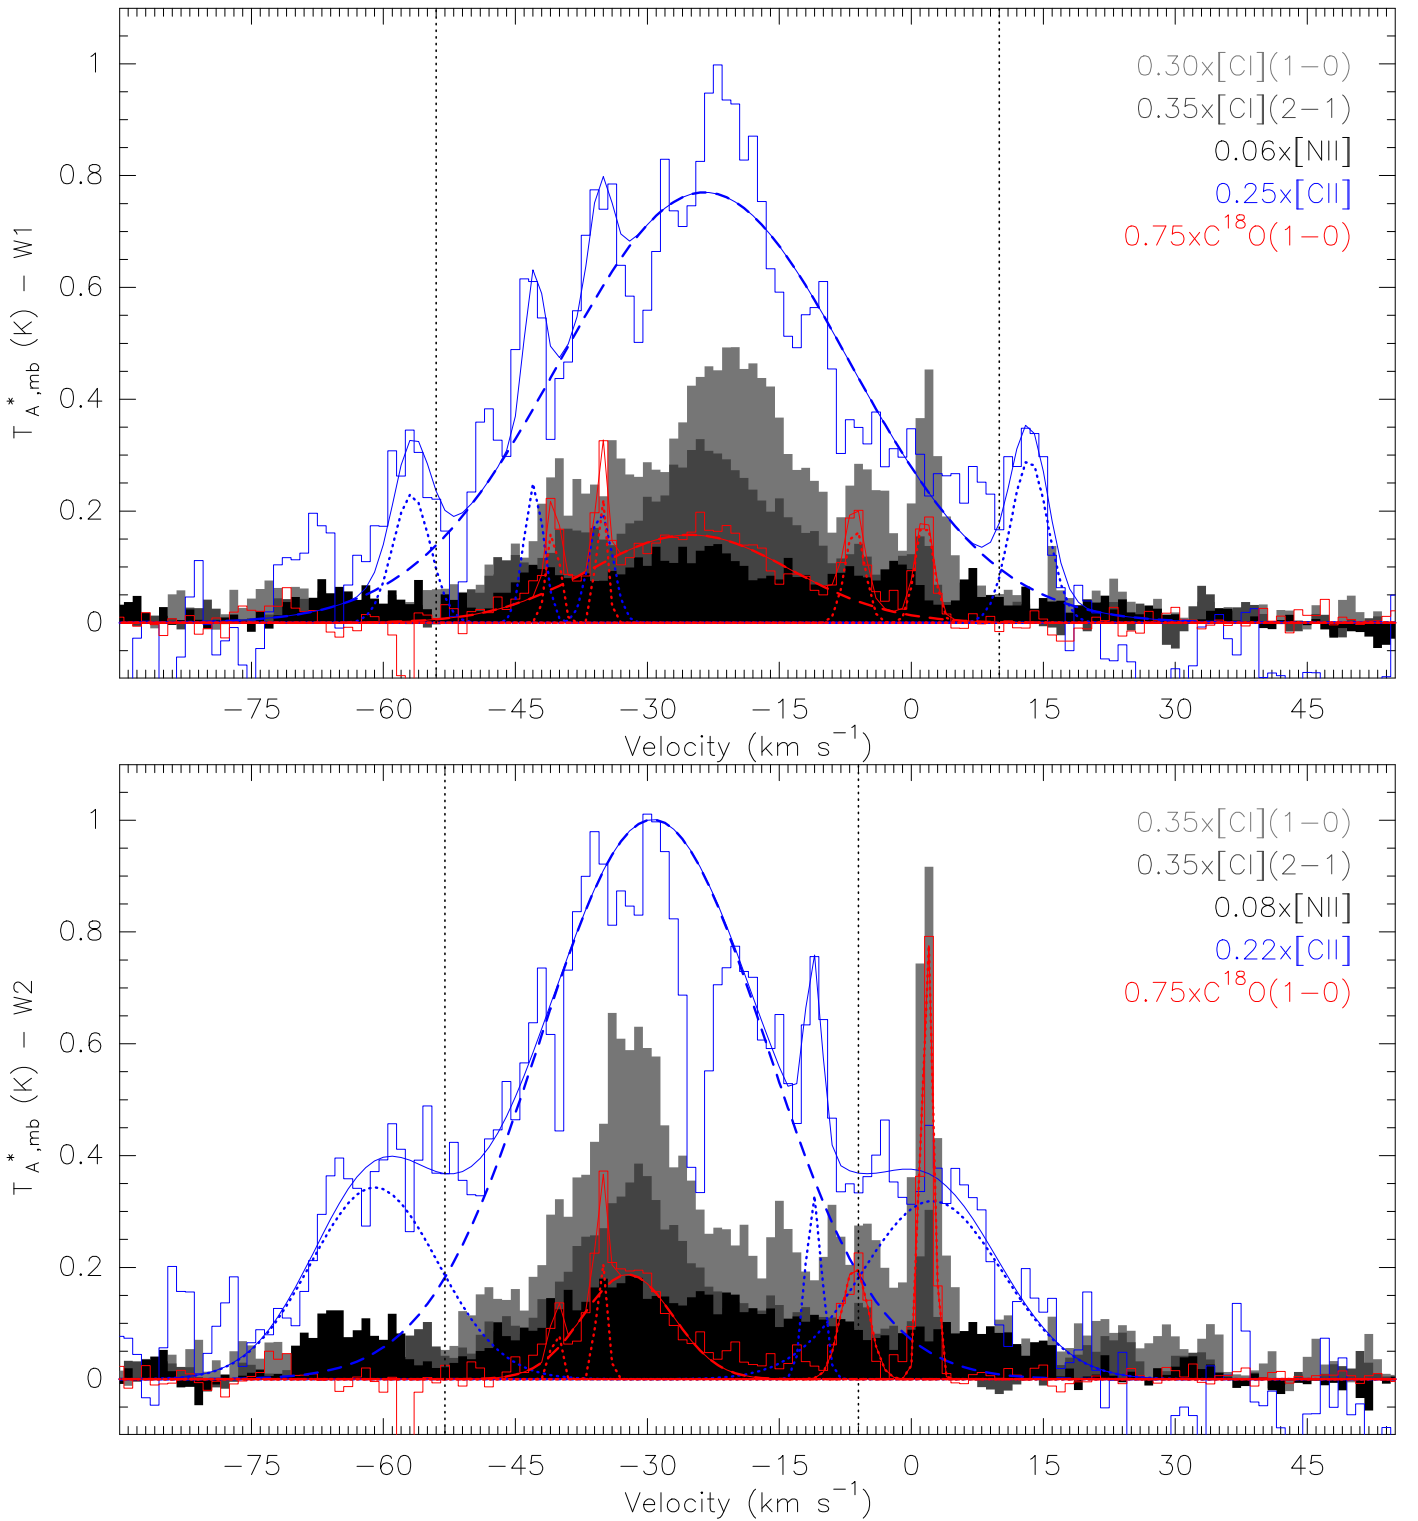 0.30x[CI](1−0)
0.35x[CI](2−1)
0.06x[NII]
0.25x[CII]
0.75xC¹⁸O(1−0)
T*A,mb (K) − W1
1
0.8
0.6
0.4
0.2
0
−75 −60 −45 −30 −15 0 15 30 45
Velocity (km s⁻¹)
0.35x[CI](1−0)
0.35x[CI](2−1)
0.08x[NII]
0.22x[CII]
0.75xC¹⁸O(1−0)
T*A,mb (K) − W2
1
0.8
0.6
0.4
0.2
0
−75 −60 −45 −30 −15 0 15 30 45
Velocity (km s⁻¹)